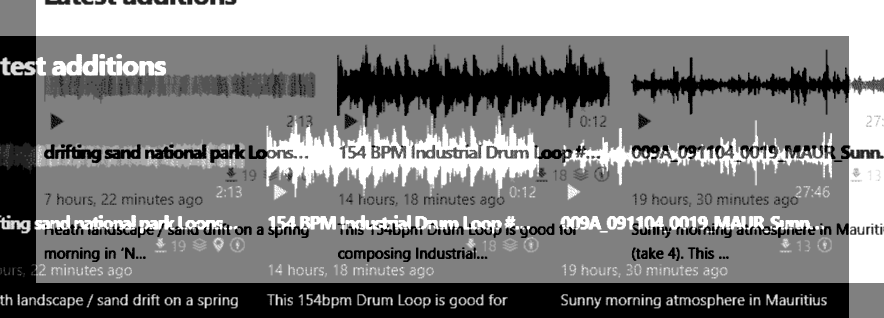 Latest additions
test additions
2:13
0:12
27:
drifting sand national park Loons...
154 BPM Industrial Drum Loop #...
009A_091104_0019_MAUR_Sunn.
19
18
13
2:13
0:12
27:46
7 hours, 22 minutes ago
14 hours, 18 minutes ago
19 hours, 30 minutes ago
fting sand national park Loons...
154 BPM Industrial Drum Loop #...
009A_091104_0019_MAUR_Sunn...
Heath landscape / sand drift on a spring
This 154bpm Drum Loop is good for
Sunny morning atmosphere in Mauriti
19
18
13
morning in 'N...
composing Industrial...
(take 4). This ...
urs, 22 minutes ago
14 hours, 18 minutes ago
19 hours, 30 minutes ago
th landscape / sand drift on a spring
This 154bpm Drum Loop is good for
Sunny morning atmosphere in Mauritius